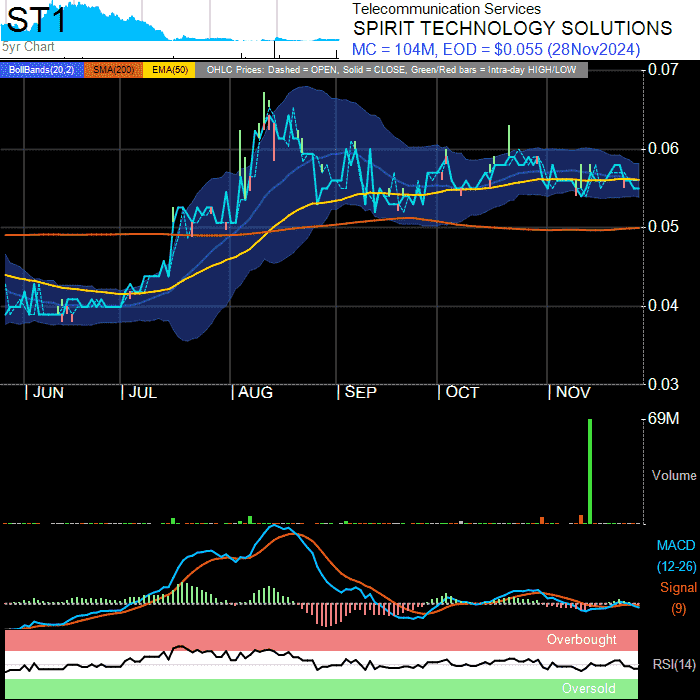 ST1
5yr Chart
Telecommunication Services
SPIRIT TECHNOLOGY SOLUTIONS
MC = 104M, EOD = $0.055 (28Nov2024)
BollBands(20,2) SMA(200) EMA(50) OHLC Prices: Dashed = OPEN, Solid = CLOSE, Green/Red bars = Intra-day HIGH/LOW
0.07
0.06
0.05
0.04
0.03
JUN JUL AUG SEP OCT NOV
69M
Volume
MACD
(12-26)
Signal
(9)
Overbought
RSI(14)
Oversold